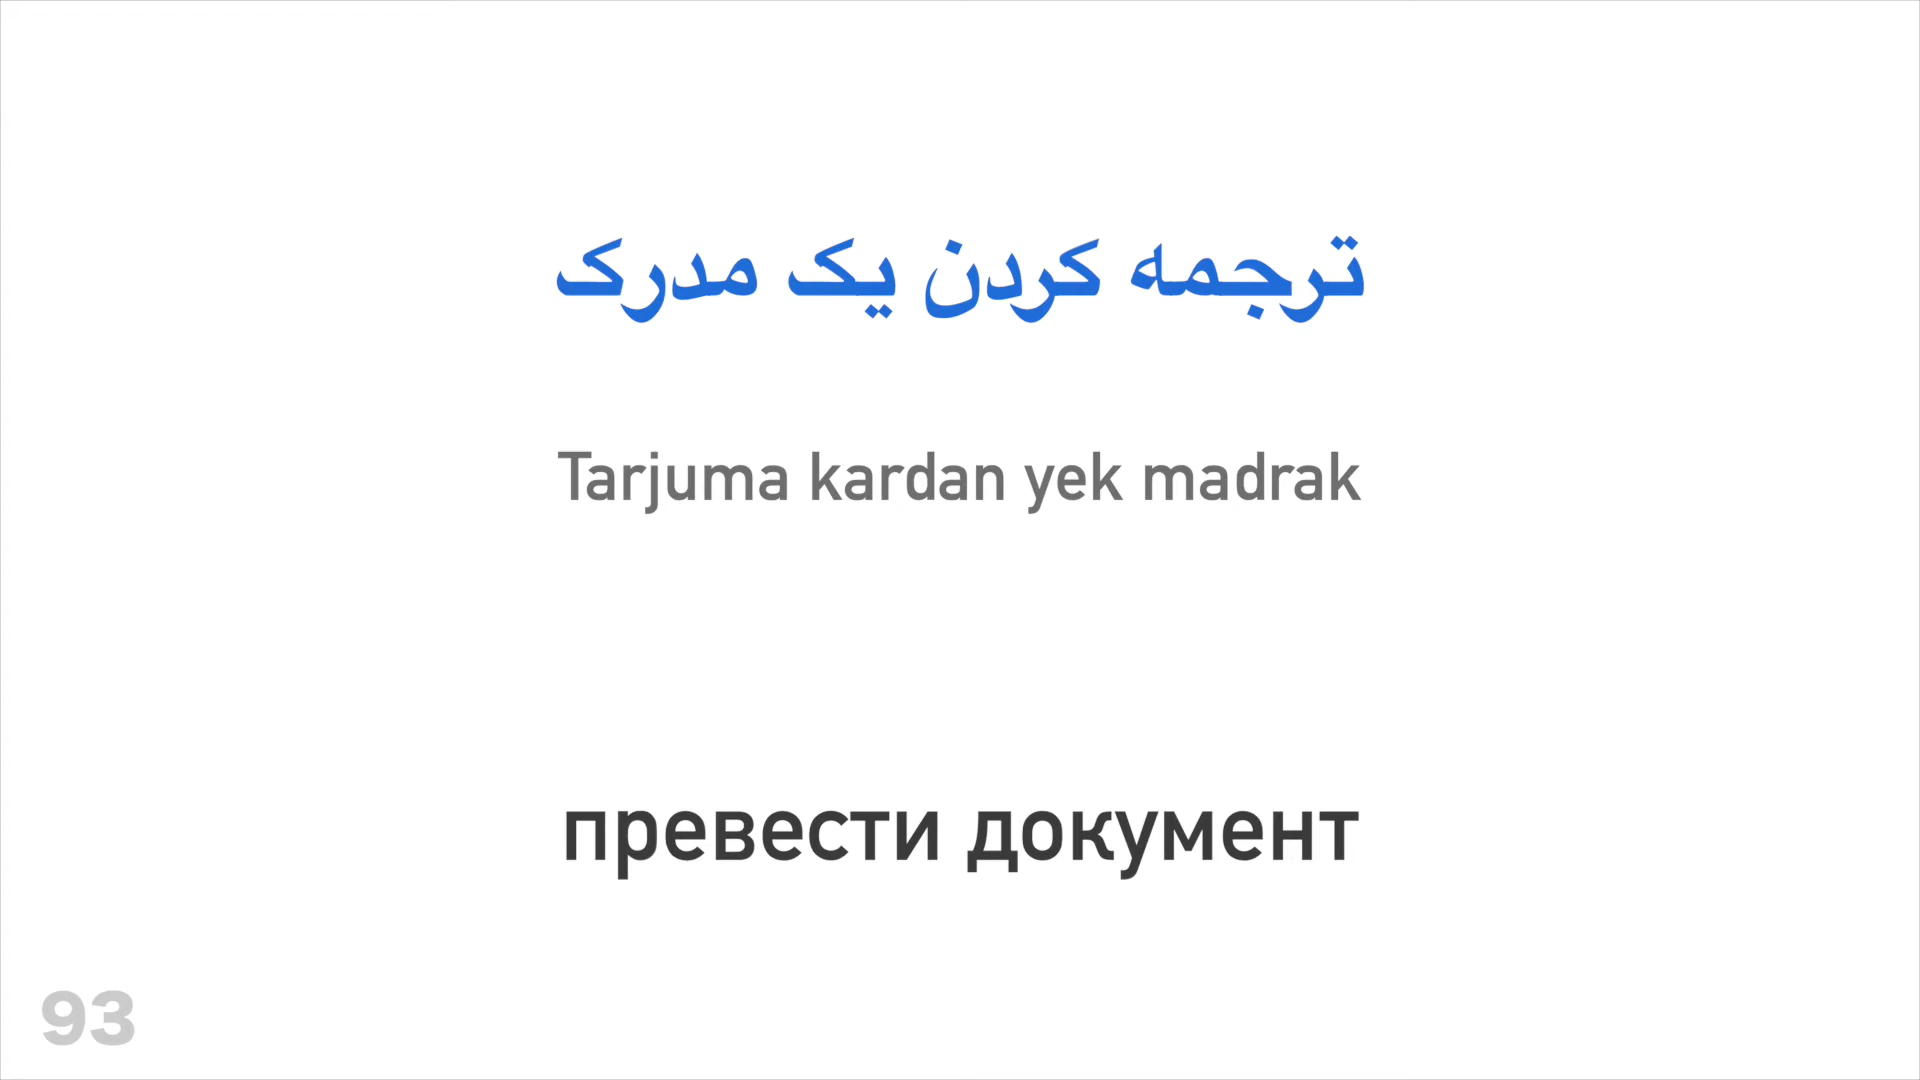 ترجمه کردن یک مدرک
Tarjuma kardan yek madrak
превести документ
93